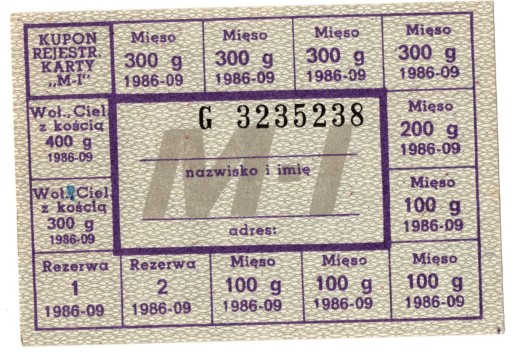 KUPON
REJESTR.
KARTY
„M-I"
Mięso
300 g
1986-09
Mięso
300 g
1986-09
Mięso
300 g
1986-09
Mięso
300 g
1986-09
Woł., Ciel.
z kością
400 g
1986-09
G 3235238
M I
nazwisko i imię
adres:
Mięso
200 g
1986-09
Woł., Ciel.
z kością
300 g
1986-09
Mięso
100 g
1986-09
Rezerwa
1
1986-09
Rezerwa
2
1986-09
Mięso
100 g
1986-09
Mięso
100 g
1986-09
Mięso
100 g
1986-09